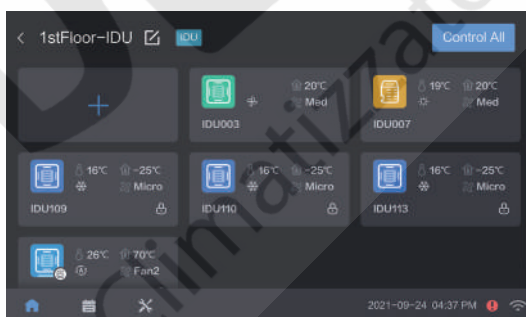 1stFloor-IDU IDU Control All
20°C
Med
IDU003
19°C 20°C
Med
IDU007
16°C -25°C
Micro
IDU109
16°C -25°C
Micro
IDU110
16°C -25°C
Micro
IDU113
26°C 70°C
Fan2
2021-09-24 04:37 PM
Climatizzato